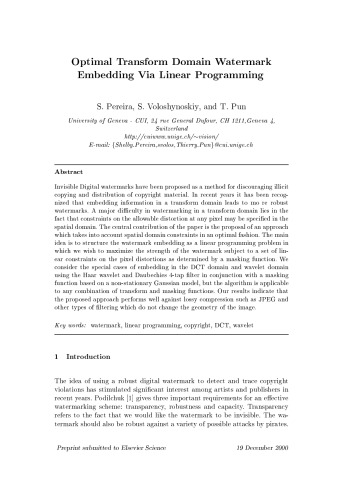 Optimal Transform Domain Watermark
Embedding Via Linear Programming
S. Pereira, S. Voloshynoskiy, and T. Pun
University of Geneva - CUI, 24 rue General Dufour, CH 1211,Geneva 4,
Switzerland
http://cuiwww.unige.ch/~vision/
E-mail: {Shelby.Pereira,svolos,Thierry.Pun}@cui.unige.ch
Abstract
Invisible Digital watermarks have been proposed as a method for discouraging illicit
copying and distribution of copyright material. In recent years it has been recog-
nized that embedding information in a transform domain leads to mo re robust
watermarks. A major difficulty in watermarking in a transform domain lies in the
fact that constraints on the allowable distortion at any pixel may be specified in the
spatial domain. The central contribution of the paper is the proposal of an approach
which takes into account spatial domain constraints in an optimal fashion. The main
idea is to structure the watermark embedding as a linear programming problem in
which we wish to maximize the strength of the watermark subject to a set of lin-
ear constraints on the pixel distortions as determined by a masking function. We
consider the special cases of embedding in the DCT domain and wavelet domain
using the Haar wavelet and Daubechies 4-tap filter in conjunction with a masking
function based on a non-stationary Gaussian model, but the algorithm is applicable
to any combination of transform and masking functions. Our results indicate that
the proposed approach performs well against lossy compression such as JPEG and
other types of filtering which do not change the geometry of the image.
Key words: watermark, linear programming, copyright, DCT, wavelet
1 Introduction
The idea of using a robust digital watermark to detect and trace copyright
violations has stimulated significant interest among artists and publishers in
recent years. Podilchuk [1] gives three important requirements for an effective
watermarking scheme: transparency, robustness and capacity. Transparency
refers to the fact that we would like the watermark to be invisible. The wa-
termark should also be robust against a variety of possible attacks by pirates.
Preprint submitted to Elsevier Science 19 December 2000